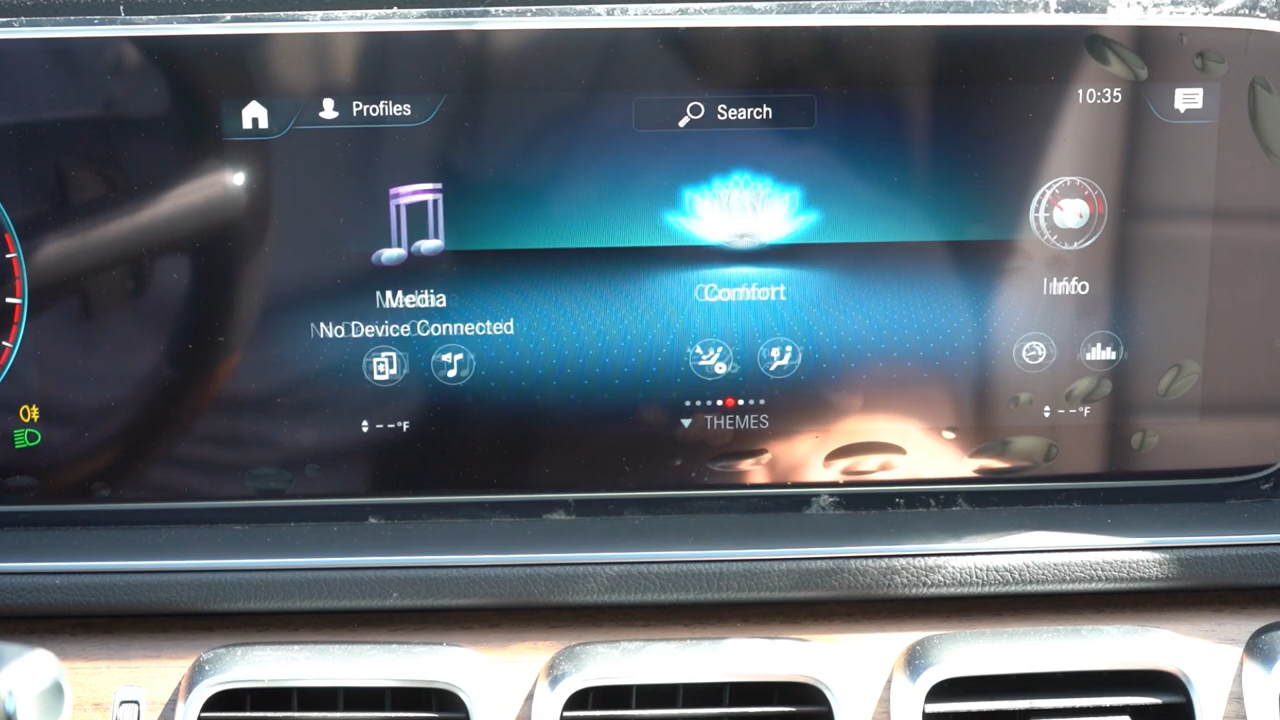 Profiles
Search
10:35
Media
Comfort
Info
No Device Connected
THEMES
--°F
--°F